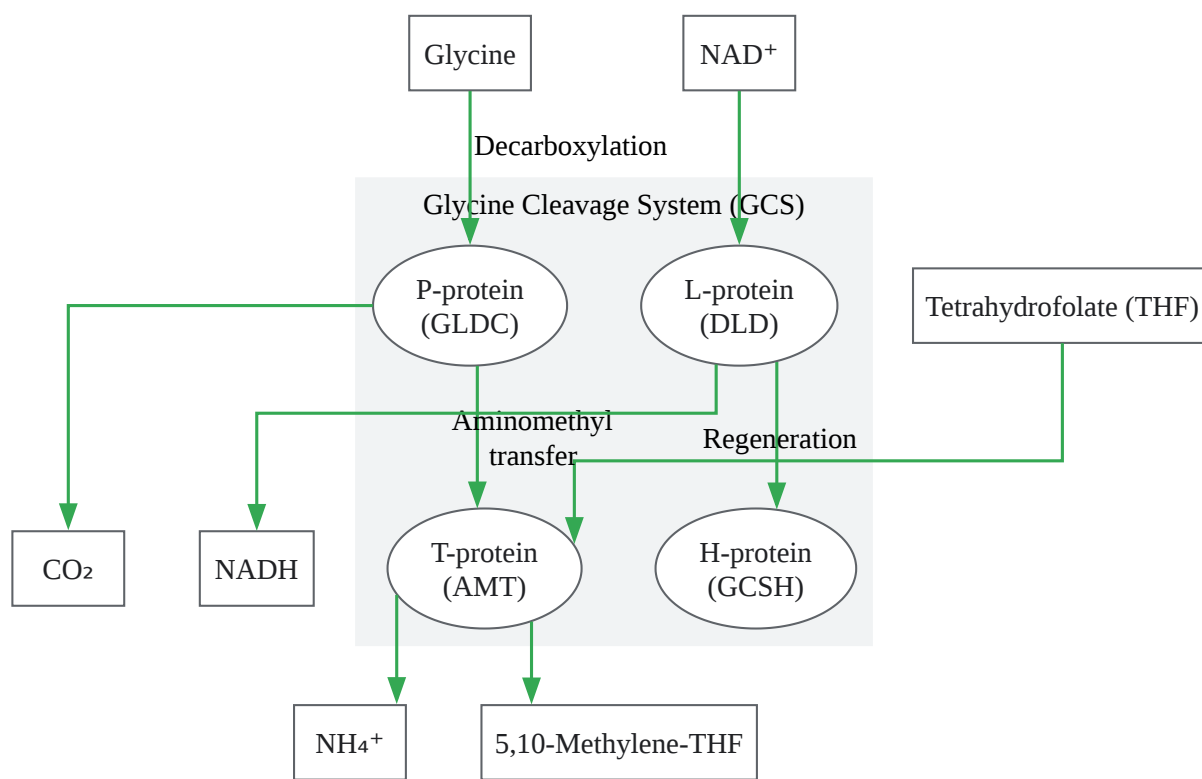 Glycine
NAD⁺
Decarboxylation
Glycine Cleavage System (GCS)
P-protein
(GLDC)
L-protein
(DLD)
Tetrahydrofolate (THF)
Aminomethyl
transfer
Regeneration
CO₂
NADH
T-protein
(AMT)
H-protein
(GCSH)
NH₄⁺
5,10-Methylene-THF